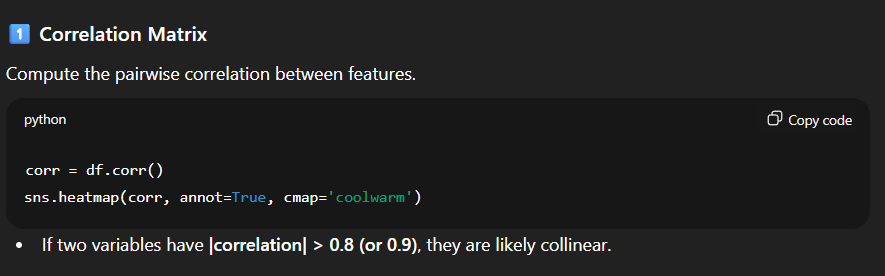 1 Correlation Matrix
Compute the pairwise correlation between features.
python
Copy code
corr = df.corr()
sns.heatmap(corr, annot=True, cmap='coolwarm')
• If two variables have |correlation| > 0.8 (or 0.9), they are likely collinear.